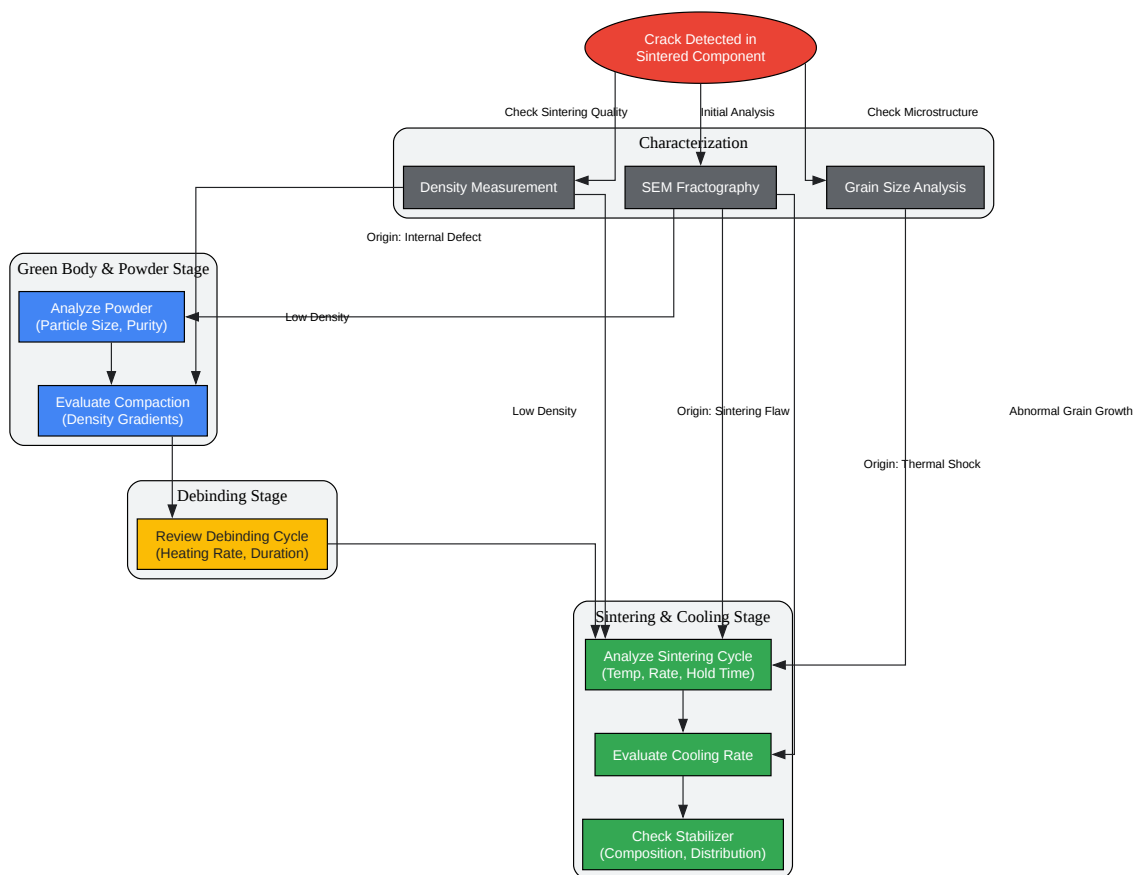 Crack Detected in
Sintered Component
Check Sintering Quality
Initial Analysis
Check Microstructure
Characterization
Density Measurement
SEM Fractography
Grain Size Analysis
Origin: Internal Defect
Green Body & Powder Stage
Analyze Powder
(Particle Size, Purity)
Low Density
Evaluate Compaction
(Density Gradients)
Low Density
Origin: Sintering Flaw
Abnormal Grain Growth
Origin: Thermal Shock
Debinding Stage
Review Debinding Cycle
(Heating Rate, Duration)
Sintering & Cooling Stage
Analyze Sintering Cycle
(Temp, Rate, Hold Time)
Evaluate Cooling Rate
Check Stabilizer
(Composition, Distribution)